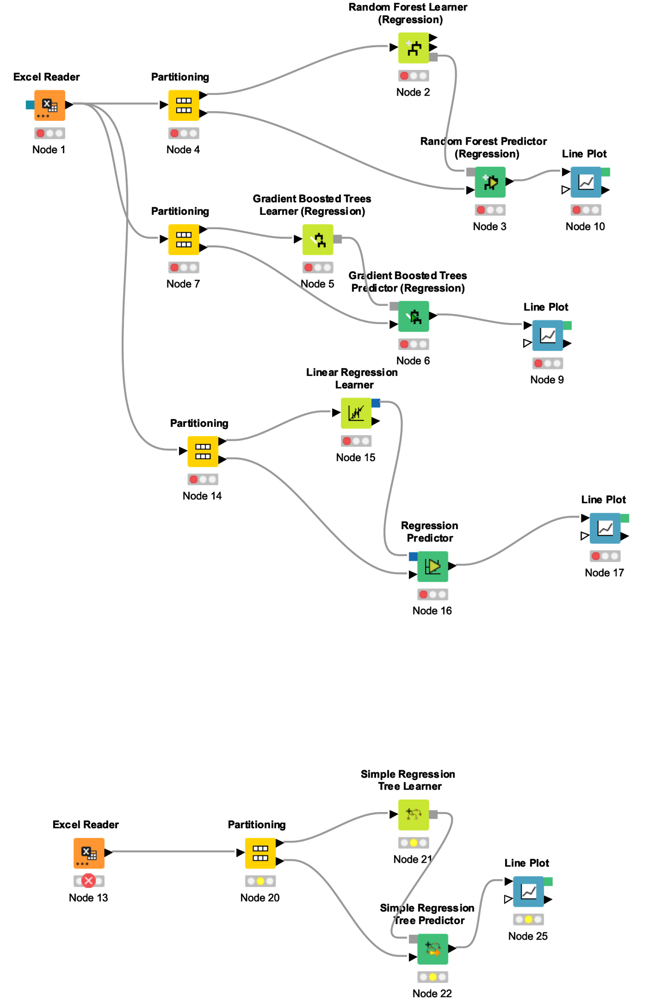 Random Forest Learner
(Regression)
Node 2
Excel Reader
Node 1
Partitioning
Node 4
Random Forest Predictor
(Regression)
Node 3
Line Plot
Node 10
Partitioning
Node 7
Gradient Boosted Trees
Learner (Regression)
Node 5
Gradient Boosted Trees
Predictor (Regression)
Node 6
Line Plot
Node 9
Linear Regression
Learner
Node 15
Partitioning
Node 14
Regression
Predictor
Node 16
Line Plot
Node 17
Simple Regression
Tree Learner
Node 21
Excel Reader
Node 13
Partitioning
Node 20
Line Plot
Node 25
Simple Regression
Tree Predictor
Node 22